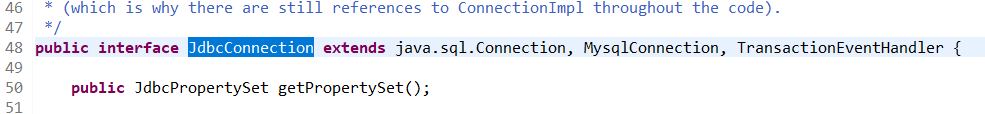 46 * (which is why there are still references to ConnectionImpl throughout the code).
47 */
48 public interface JdbcConnection extends java.sql.Connection, MysqlConnection, TransactionEventHandler {
49
50 public JdbcPropertySet getPropertySet();
51